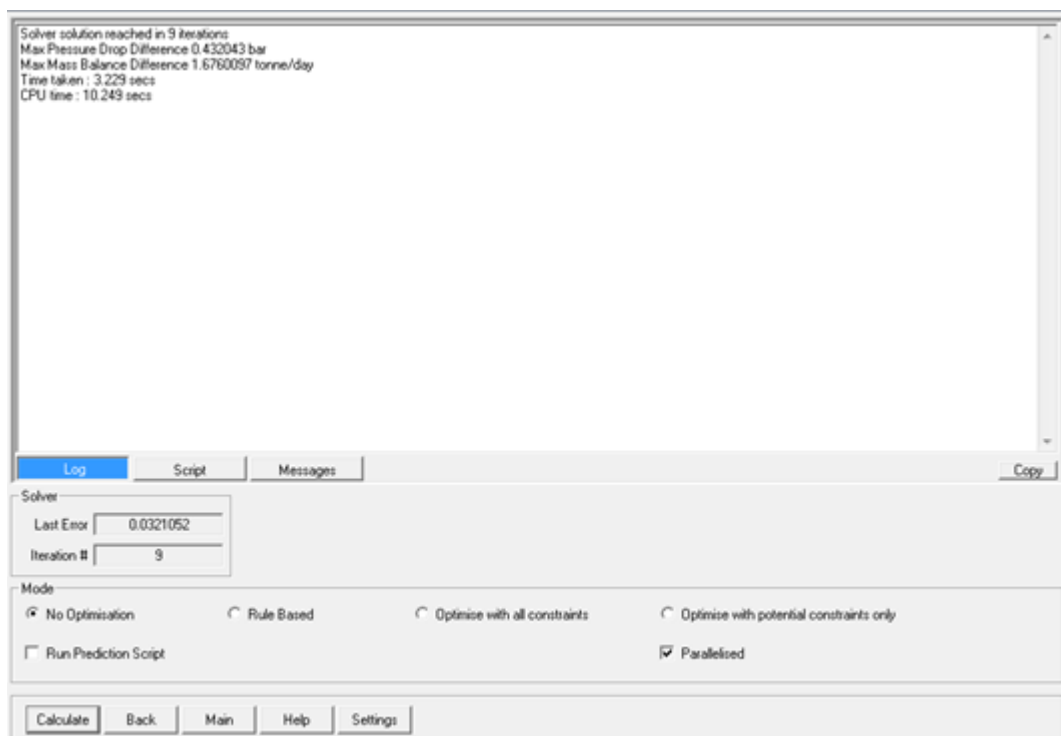 Solver solution reached in 9 iterations
Max Pressure Drop Difference 0.432043 bar
Max Mass Balance Difference 1.6760097 tonne/day
Time taken : 3.229 secs
CPU time : 10.249 secs
Log Script Messages Copy
Solver
Last Error 0.0321052
Iteration # 9
Mode
No Optimisation Rule Based Optimise with all constraints Optimise with potential constraints only
Run Prediction Script Parallelised
Calculate Back Main Help Settings